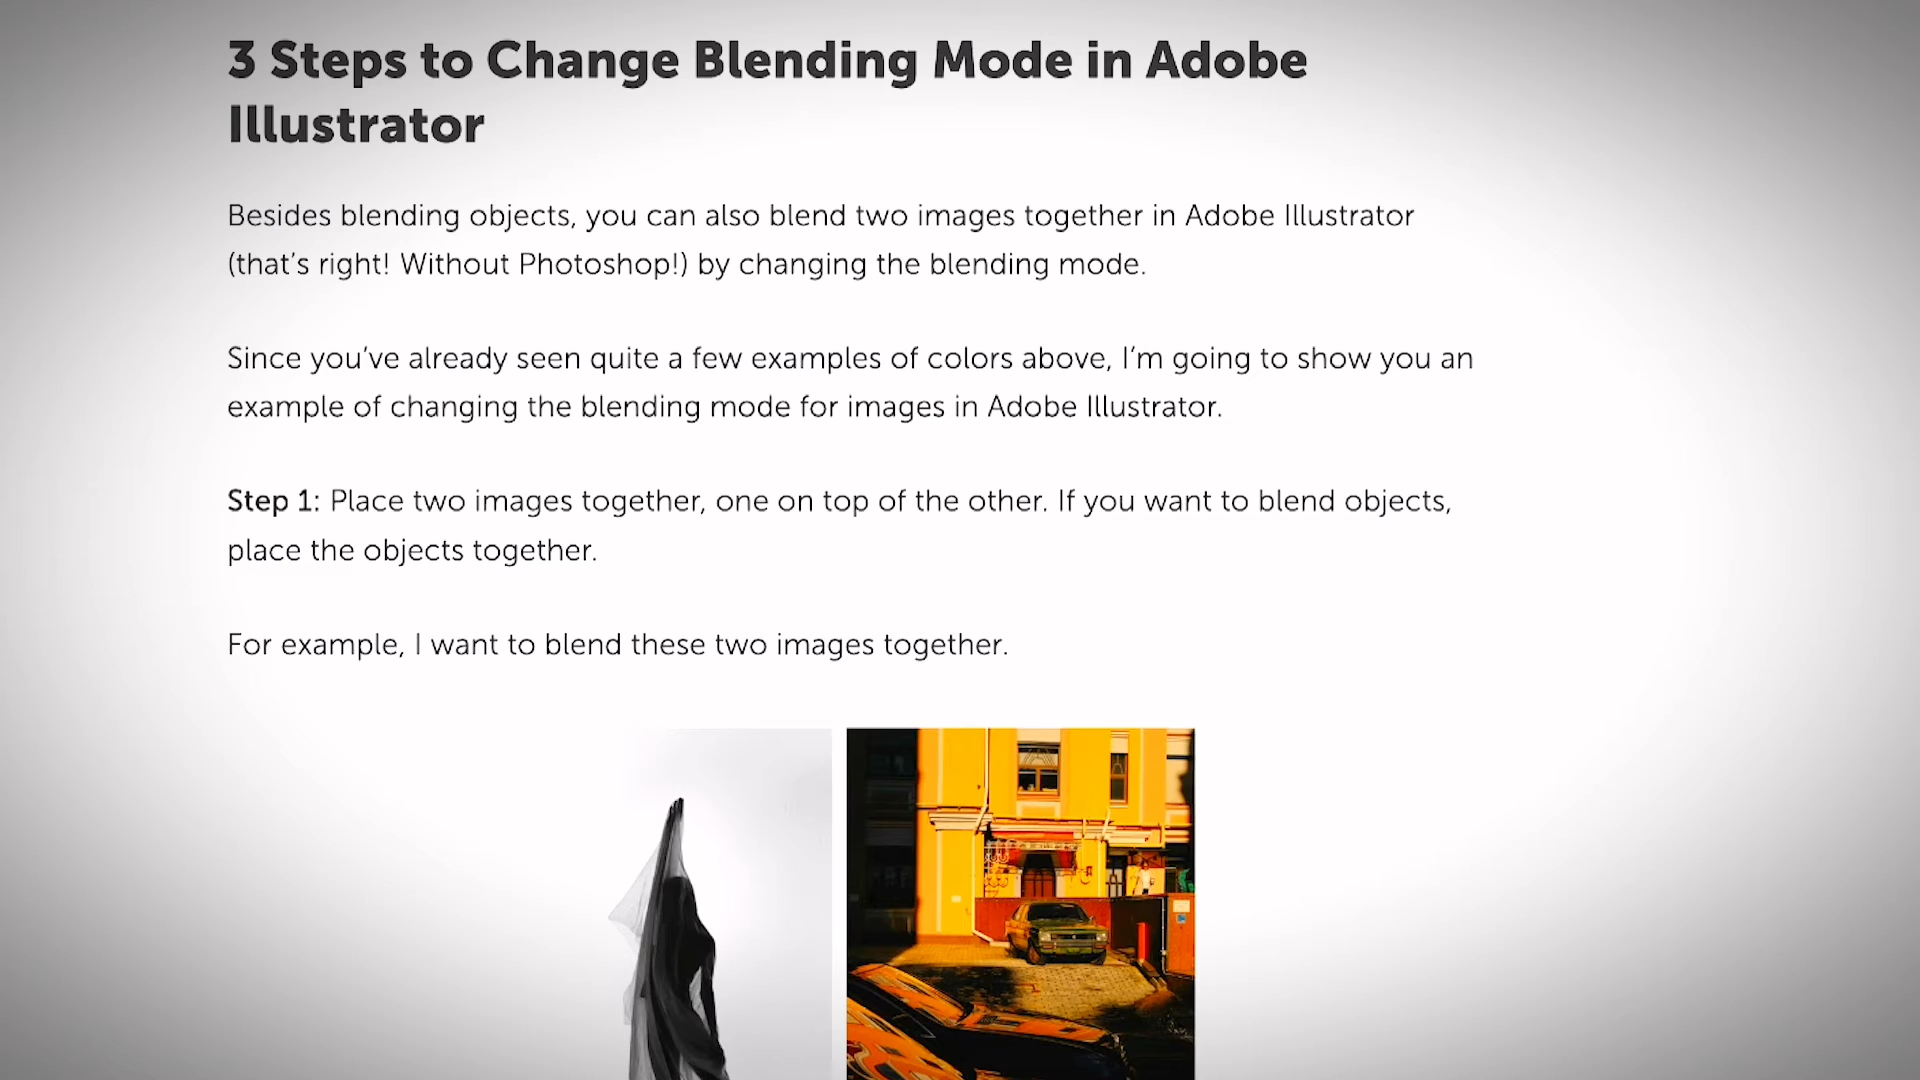 3 Steps to Change Blending Mode in Adobe
Illustrator
Besides blending objects, you can also blend two images together in Adobe Illustrator
(that’s right! Without Photoshop!) by changing the blending mode.
Since you’ve already seen quite a few examples of colors above, I’m going to show you an
example of changing the blending mode for images in Adobe Illustrator.
Step 1: Place two images together, one on top of the other. If you want to blend objects,
place the objects together.
For example, I want to blend these two images together.